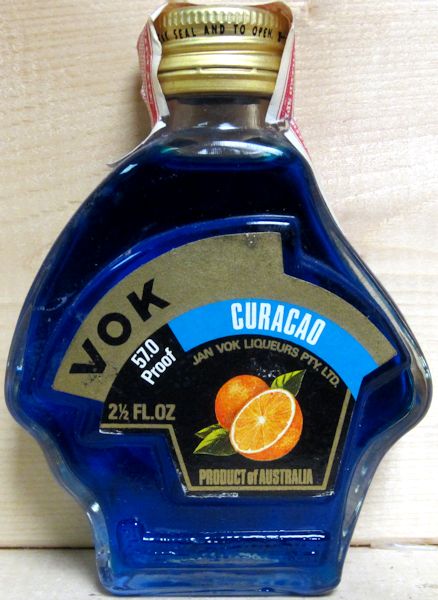 SEAL AND TO OPEN
VOK
CURACAO
57.0
Proof
JAN VOK LIQUEURS PTY. LTD.
2½ FL.OZ
PRODUCT of AUSTRALIA